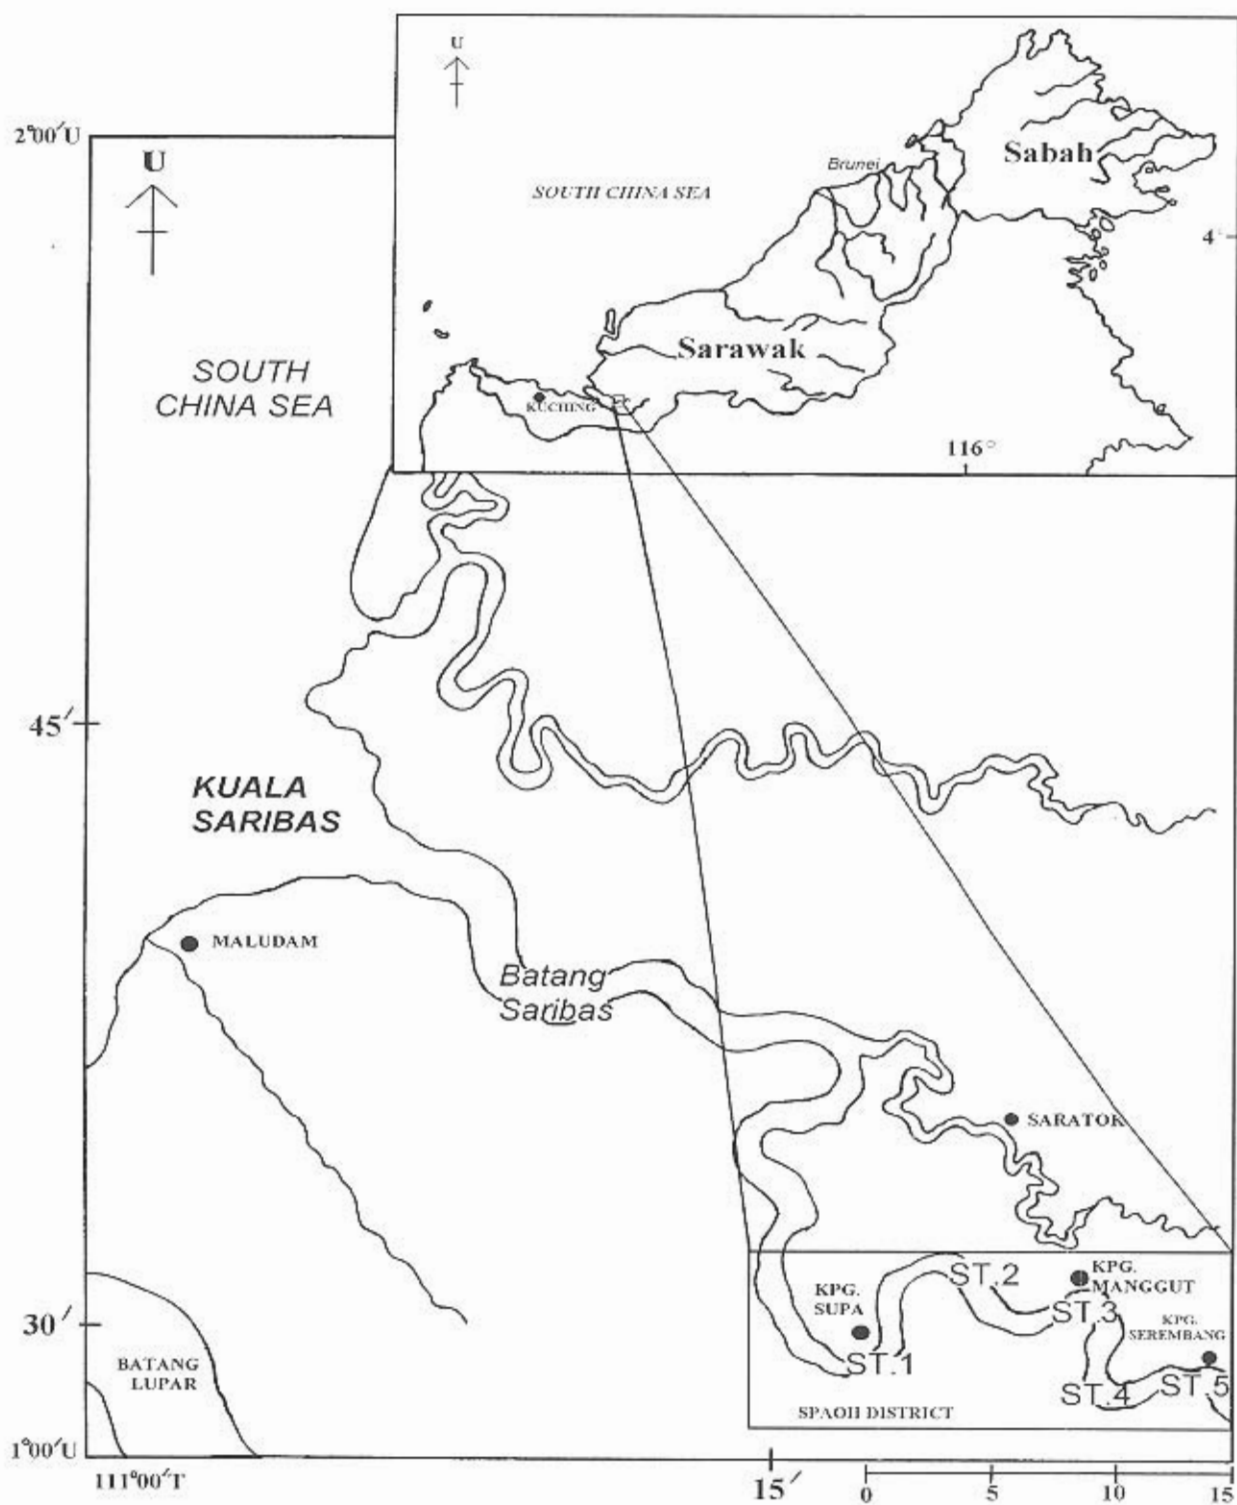 U
2°00′U
U
Sabah
Brunei
SOUTH CHINA SEA
4°
SOUTH
CHINA SEA
Sarawak
KUCHING
116°
45′
KUALA
SARIBAS
MALUDAM
Batang
Saribas
SARATOK
KPG.
MANGGUT
ST.2
KPG.
SUPA
ST.3
KPG.
SEREMBANG
30′
ST.1
BATANG
LUPAR
ST.4
ST.5
SPAOH DISTRICT
1°00′U
111°00′T
15′
0
5
10
15